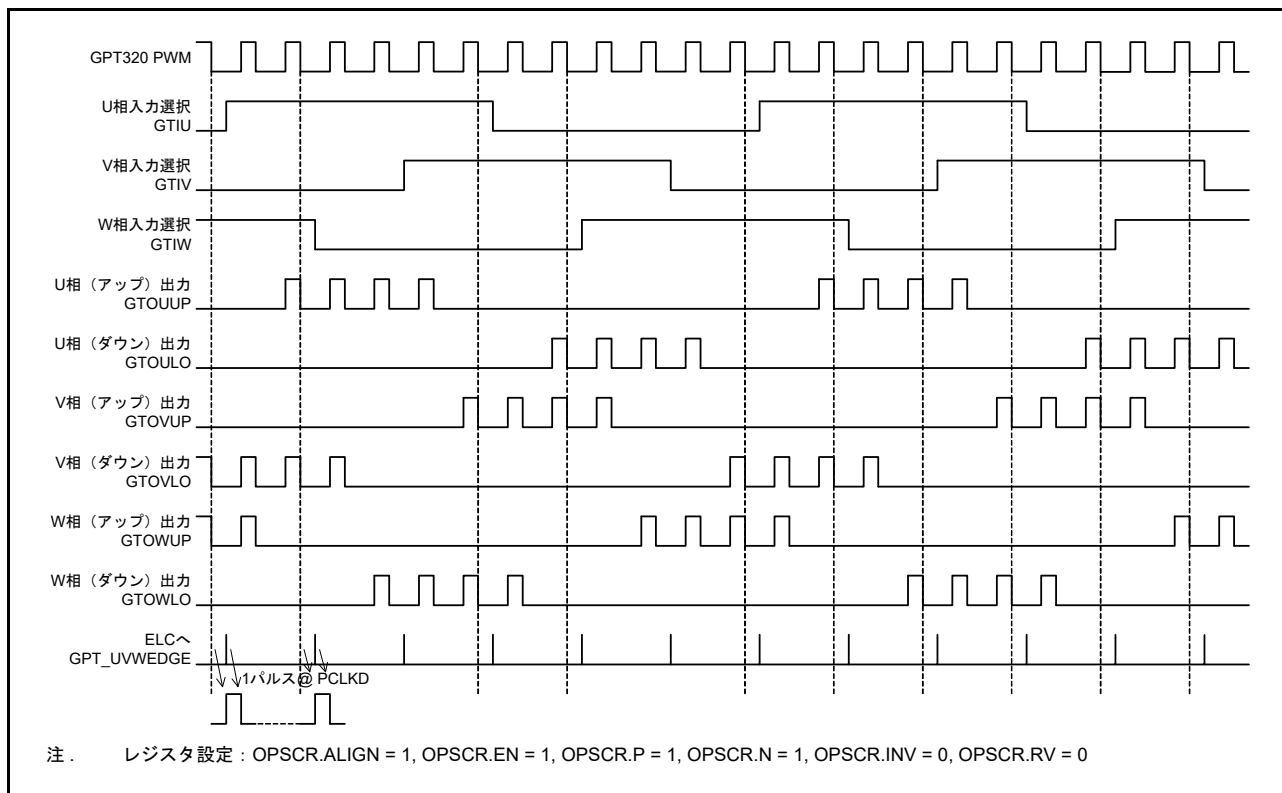 GPT320 PWM
U相入力選択
GTIU
V相入力選択
GTIV
W相入力選択
GTIW
U相（アップ）出力
GTOUUP
U相（ダウン）出力
GTOULO
V相（アップ）出力
GTOVUP
V相（ダウン）出力
GTOVLO
W相（アップ）出力
GTOWUP
W相（ダウン）出力
GTOWLO
ELCへ
GPT_UVWEDGE
1パルス@ PCLKD
注 .　レジスタ設定 : OPSCR.ALIGN = 1, OPSCR.EN = 1, OPSCR.P = 1, OPSCR.N = 1, OPSCR.INV = 0, OPSCR.RV = 0